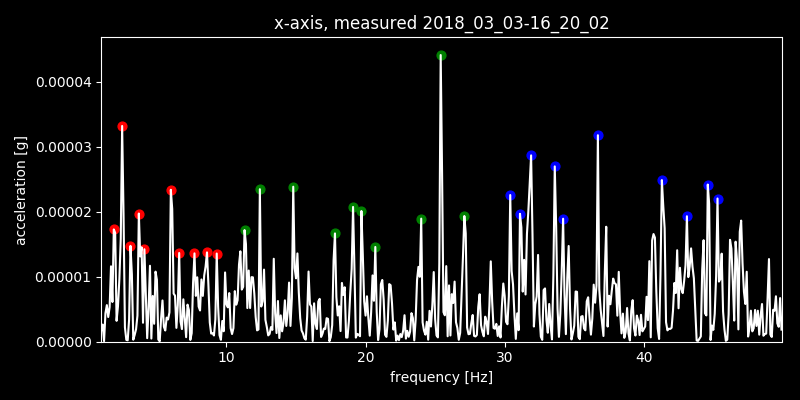 x-axis, measured 2018_03_03-16_20_02
0.00004
0.00003
0.00002
0.00001
0.00000
acceleration [g]
10 20 30 40
frequency [Hz]